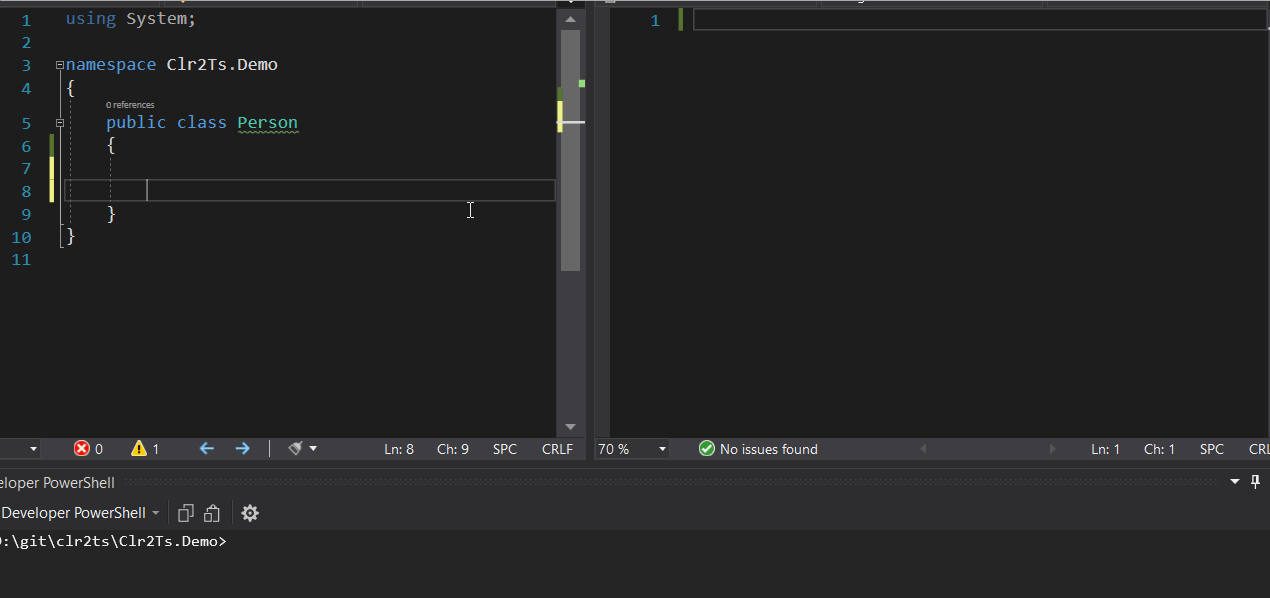 1 using System;
2
3 namespace Clr2Ts.Demo
4 {
0 references
5 public class Person
6 {
7
8
9 }
10 }
11
1
0 1 Ln: 8 Ch: 9 SPC CRLF
70 % No issues found Ln: 1 Ch: 1 SPC CRL
eloper PowerShell
Developer PowerShell
:\git\clr2ts\Clr2Ts.Demo>